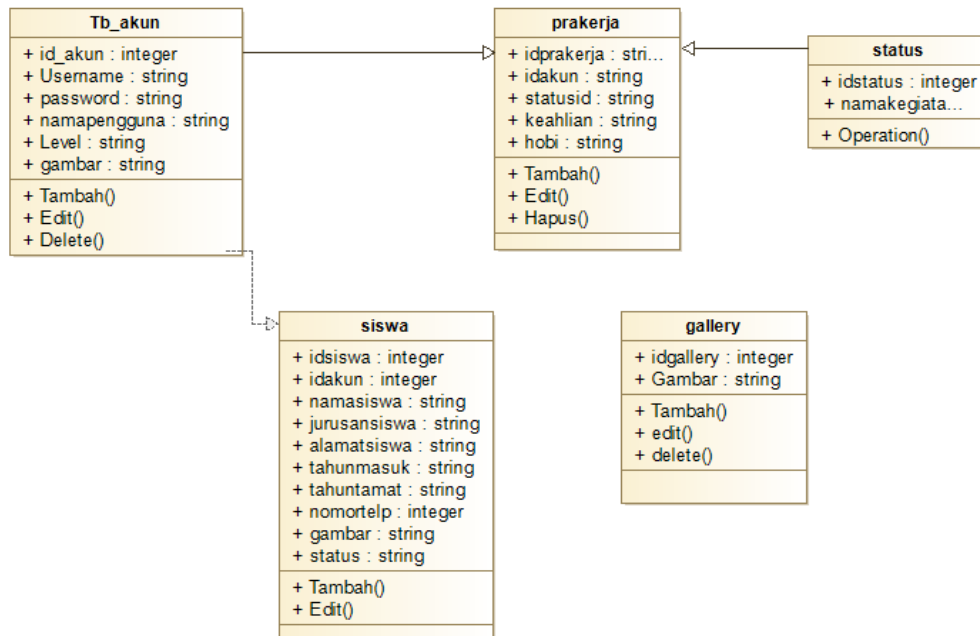 Tb_akun
+ id_akun : integer
+ Username : string
+ password : string
+ namapengguna : string
+ Level : string
+ gambar : string
+ Tambah()
+ Edit()
+ Delete()
prakerja
+ idprakerja : stri...
+ idakun : string
+ statusid : string
+ keahlian : string
+ hobi : string
+ Tambah()
+ Edit()
+ Hapus()
status
+ idstatus : integer
+ namakegiata...
+ Operation()
siswa
+ idsiswa : integer
+ idakun : integer
+ namasiswa : string
+ jurusansiswa : string
+ alamatsiswa : string
+ tahunmasuk : string
+ tahuntamat : string
+ nomortelp : integer
+ gambar : string
+ status : string
+ Tambah()
+ Edit()
gallery
+ idgallery : integer
+ Gambar : string
+ Tambah()
+ edit()
+ delete()